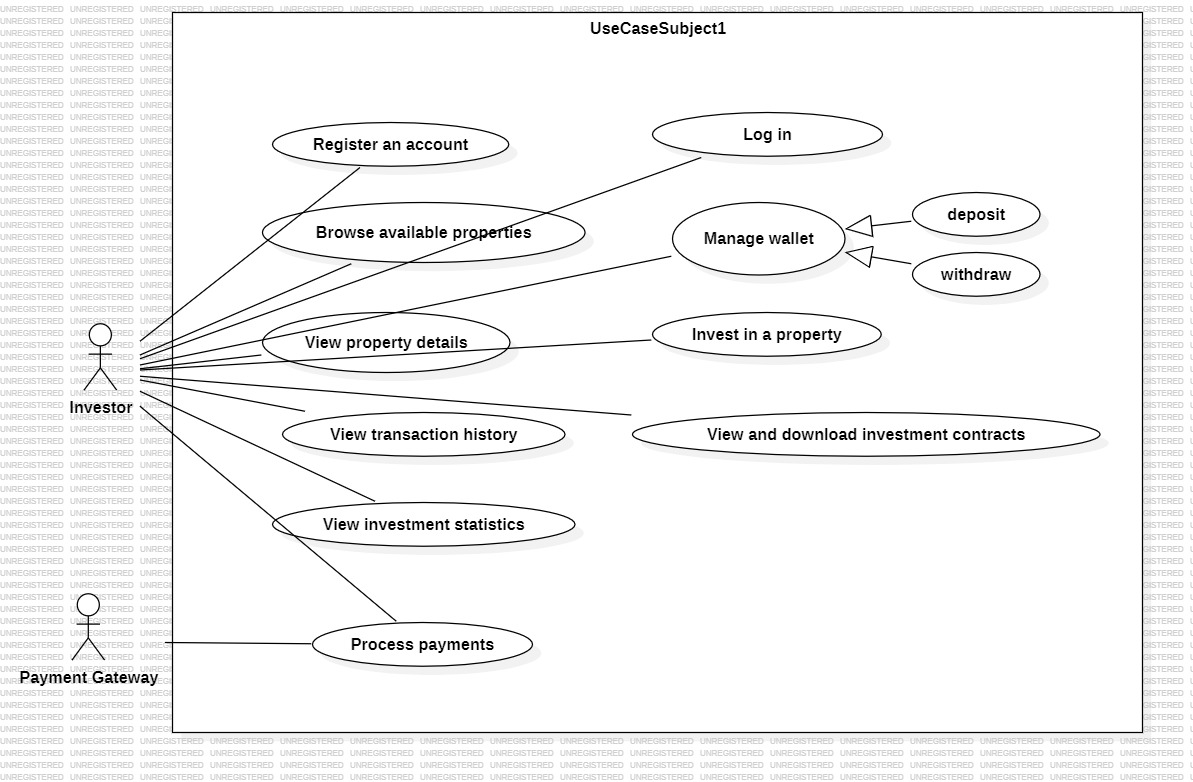 UseCaseSubject1
Register an account
Log in
Browse available properties
Manage wallet
deposit
withdraw
View property details
Invest in a property
Investor
View transaction history
View and download investment contracts
View investment statistics
Process payments
Payment Gateway
UNREGISTERED